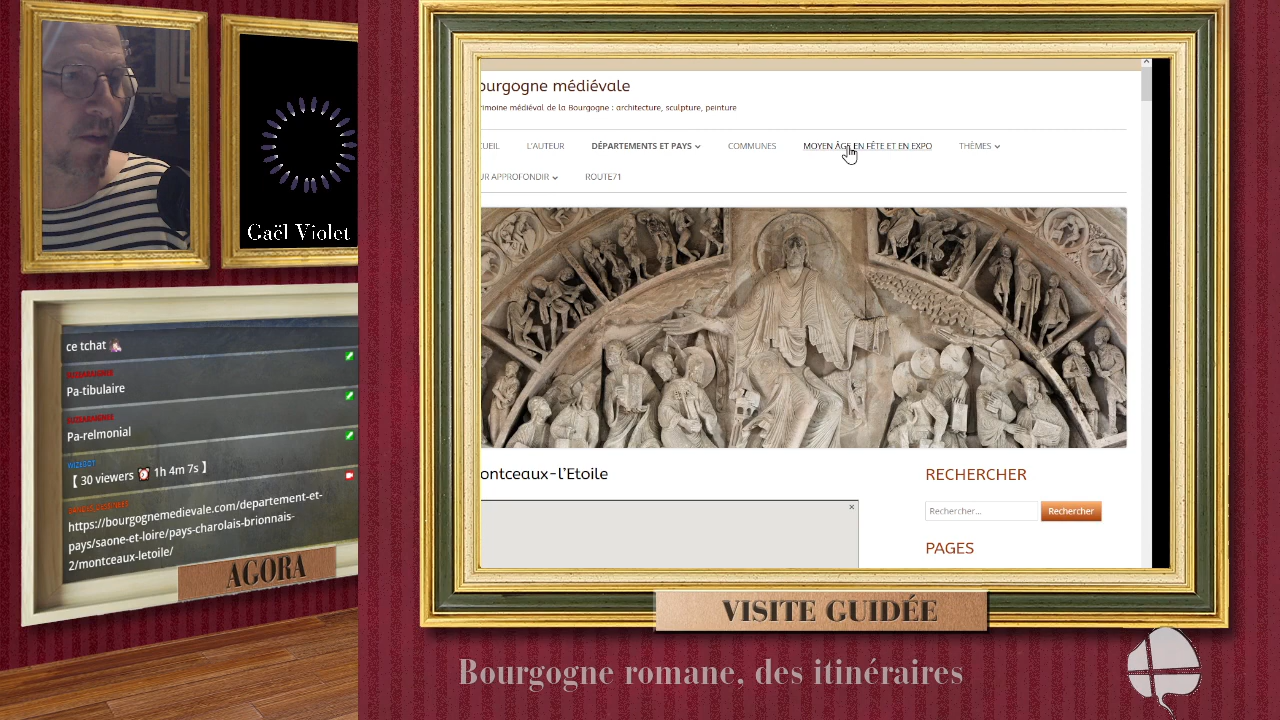 Gaël Violet
ce tchat
Pa-tibulaire
Pa-relmonial
WIZEBOT
【 30 viewers ⏰ 1h 4m 7s 】
https://bourgognemedievale.com/departement-et-
pays/saone-et-loire/pays-charolais-brionnais-
2/montceaux-letoile/
AGORA
ourgogne médiévale
rimoine médiéval de la Bourgogne : architecture, sculpture, peinture
UEIL L'AUTEUR DÉPARTEMENTS ET PAYS COMMUNES MOYEN ÂGE EN FÊTE ET EN EXPO THÈMES
UR APPROFONDIR ROUTE71
ontceaux-l'Etoile
RECHERCHER
Rechercher... Rechercher
PAGES
VISITE GUIDÉE
Bourgogne romane, des itinéraires